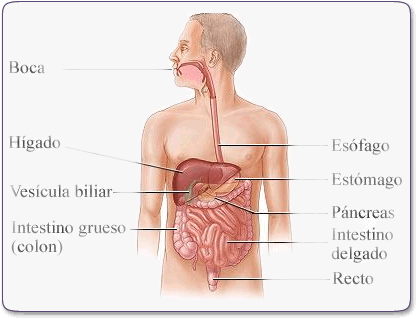 Boca
Hígado
Vesícula biliar
Intestino grueso
(colon)
Esófago
Estómago
Páncreas
Intestino
delgado
Recto